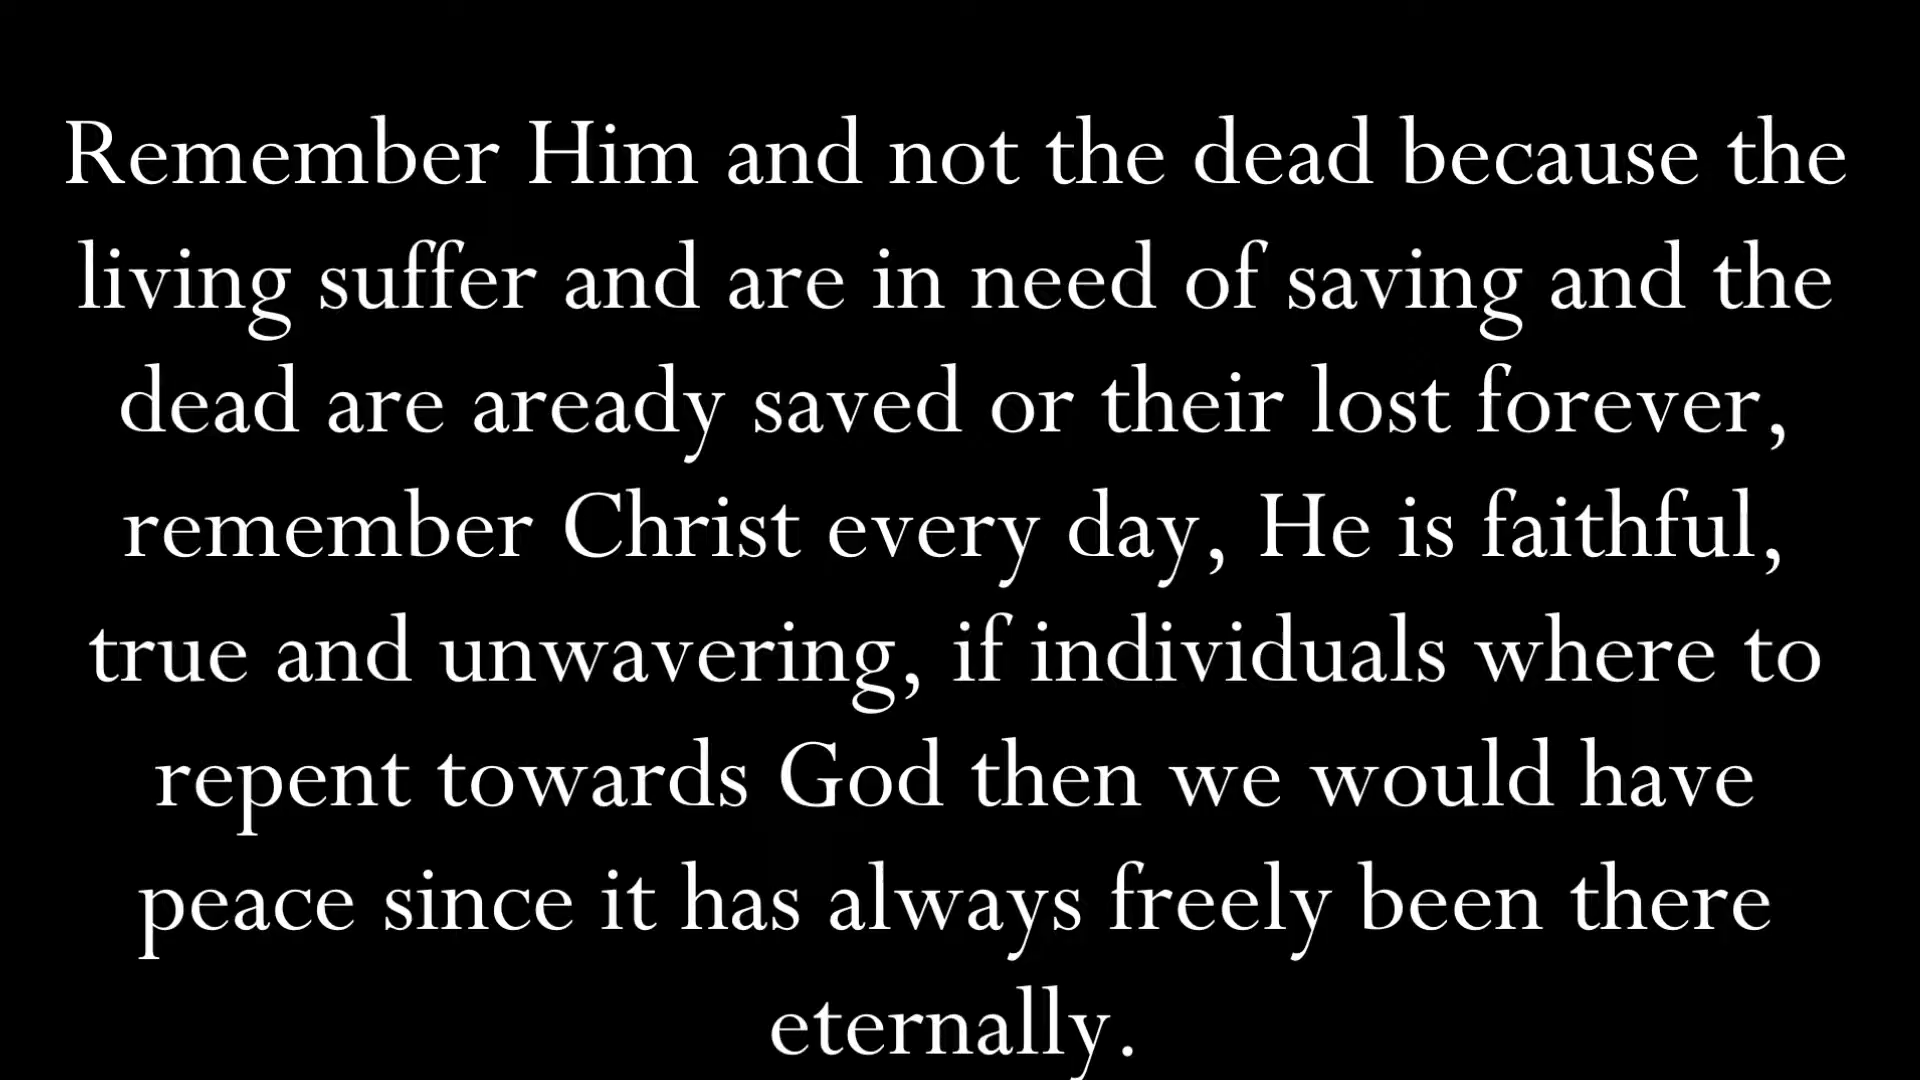 Remember Him and not the dead because the
living suffer and are in need of saving and the
dead are aready saved or their lost forever,
remember Christ every day, He is faithful,
true and unwavering, if individuals where to
repent towards God then we would have
peace since it has always freely been there
eternally.